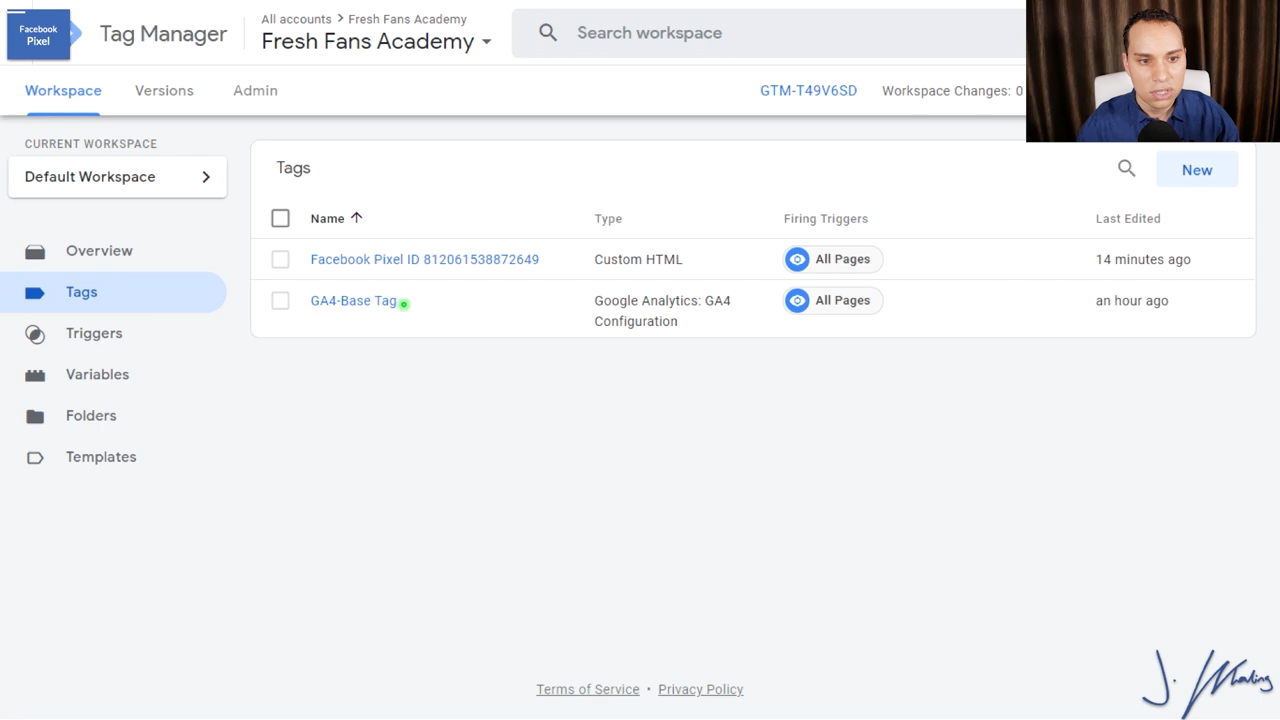 Facebook
Pixel
Tag Manager
All accounts > Fresh Fans Academy
Fresh Fans Academy
Search workspace
Workspace
Versions
Admin
GTM-T49V6SD
Workspace Changes: 0
CURRENT WORKSPACE
Default Workspace
Overview
Tags
Triggers
Variables
Folders
Templates
Tags
New
Name
Type
Firing Triggers
Last Edited
Facebook Pixel ID 812061538872649
Custom HTML
All Pages
14 minutes ago
GA4-Base Tag
Google Analytics: GA4
Configuration
All Pages
an hour ago
Terms of Service • Privacy Policy